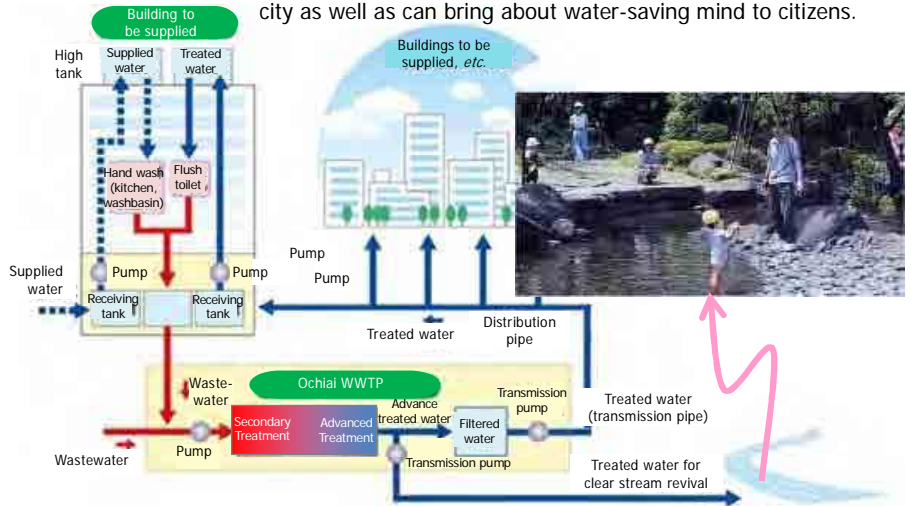 city as well as can bring about water-saving mind to citizens.
Building to
be supplied
High
tank
Supplied
water
Treated
water
Buildings to be
supplied, etc.
Hand wash
(kitchen,
washbasin)
Flush
toilet
Pump
Pump
Pump
Pump
Supplied
water
Receiving
tank
Receiving
tank
Treated water
Distribution
pipe
Waste-
water
Ochiai WWTP
Transmission
pump
Treated water
(transmission pipe)
Secondary
Treatment
Advanced
Treatment
Advance
treated water
Filtered
water
Wastewater
Pump
Transmission pump
Treated water for
clear stream revival